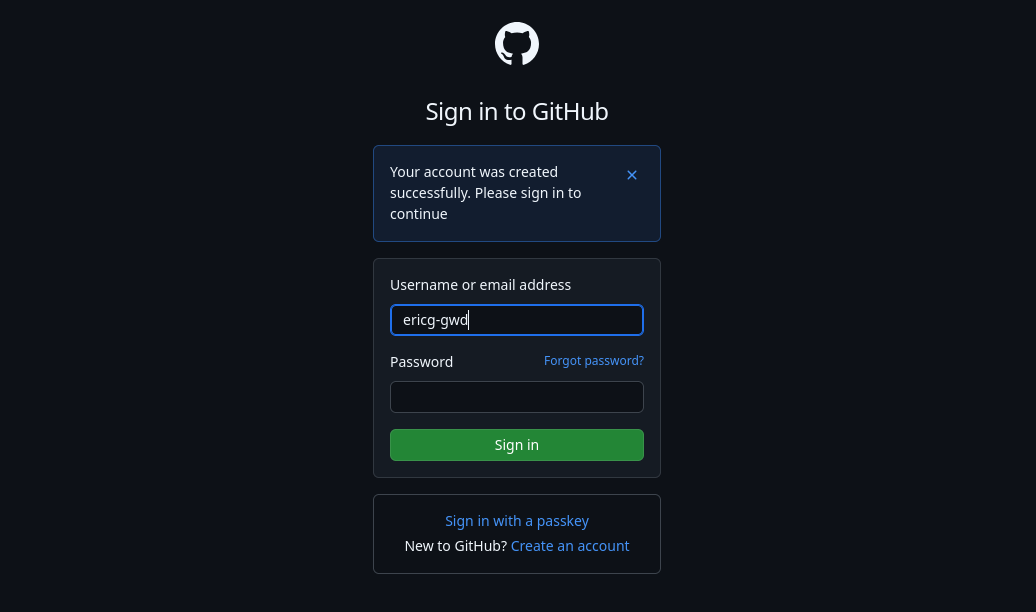 Sign in to GitHub
Your account was created
successfully. Please sign in to
continue
Username or email address
ericg-gwd
Password Forgot password?
Sign in
Sign in with a passkey
New to GitHub? Create an account